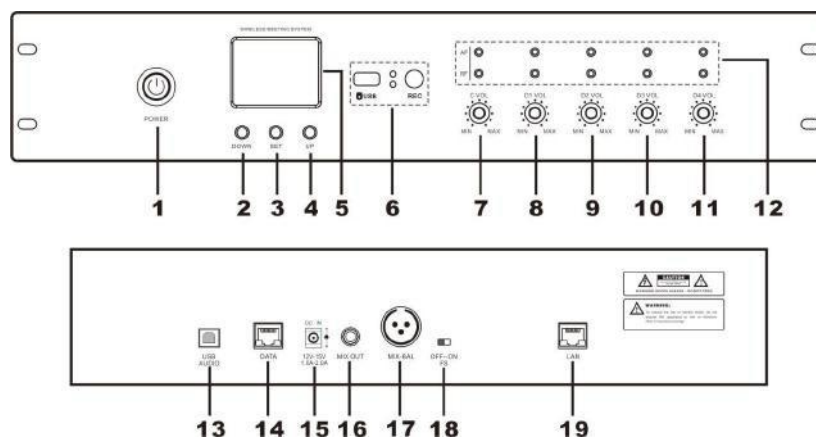 WIRELESS MEETING SYSTEM
AF
RF
USB
REC
C VOL D1 VOL D2 VOL D3 VOL D4 VOL
MIN MAX MIN MAX MIN MAX MIN MAX MIN MAX
POWER
DOWN SET UP
1 2 3 4 5 6 7 8 9 10 11 12
CAUTION
WARNING:
DC IN
USB
AUDIO
DATA
12V-15V
1.0A-2.0A
MIX OUT
MIX-BAL
OFF-ON
FS
LAN
13 14 15 16 17 18 19